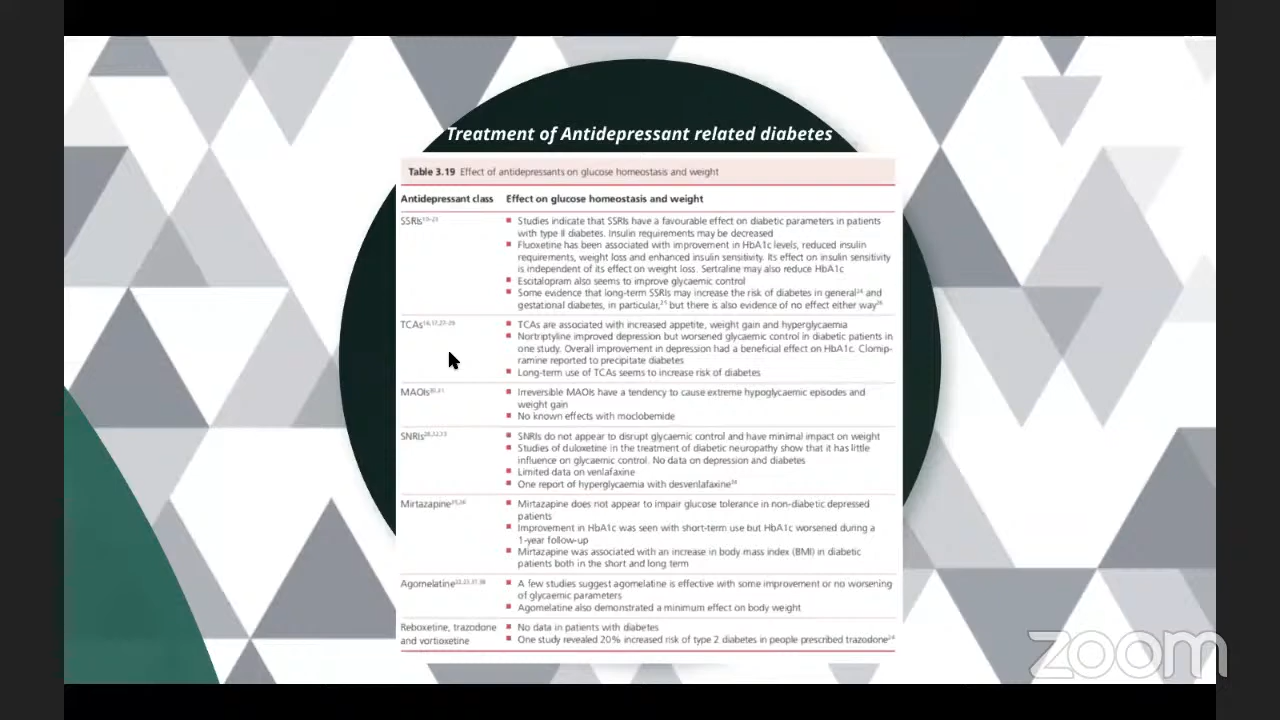 Treatment of Antidepressant related diabetes
Table 3.19 Effect of antidepressants on glucose homeostasis and weight
Antidepressant class Effect on glucose homeostasis and weight
SSRIs
Studies indicate that SSRIs have a favourable effect on diabetic parameters in patients
with type II diabetes. Insulin requirements may be decreased
Fluoxetine has been associated with improvement in HbA1c levels, reduced insulin
requirements, weight loss and enhanced insulin sensitivity. Its effect on insulin sensitivity
is independent of its effect on weight loss. Sertraline may also reduce HbA1c
Escitalopram also seems to improve glycaemic control
Some evidence that long-term SSRIs may increase the risk of diabetes in general and
gestational diabetes, in particular, but there is also evidence of no effect either way
TCAs
TCAs are associated with increased appetite, weight gain and hyperglycaemia
Nortriptyline improved depression but worsened glycaemic control in diabetic patients in
one study. Overall improvement in depression had a beneficial effect on HbA1c. Clomip-
ramine reported to precipitate diabetes
Long-term use of TCAs seems to increase risk of diabetes
MAOIs
Irreversible MAOIs have a tendency to cause extreme hypoglycaemic episodes and
weight gain
No known effects with moclobemide
SNRIs
SNRIs do not appear to disrupt glycaemic control and have minimal impact on weight
Studies of duloxetine in the treatment of diabetic neuropathy show that it has little
influence on glycaemic control. No data on depression and diabetes
Limited data on venlafaxine
One report of hyperglycaemia with desvenlafaxine
Mirtazapine
Mirtazapine does not appear to impair glucose tolerance in non-diabetic depressed
patients
Improvement in HbA1c was seen with short-term use but HbA1c worsened during a
1-year follow-up
Mirtazapine was associated with an increase in body mass index (BMI) in diabetic
patients both in the short and long term
Agomelatine
A few studies suggest agomelatine is effective with some improvement or no worsening
of glycaemic parameters
Agomelatine also demonstrated a minimum effect on body weight
Reboxetine, trazodone
and vortioxetine
No data in patients with diabetes
One study revealed 20% increased risk of type 2 diabetes in people prescribed trazodone
zoom